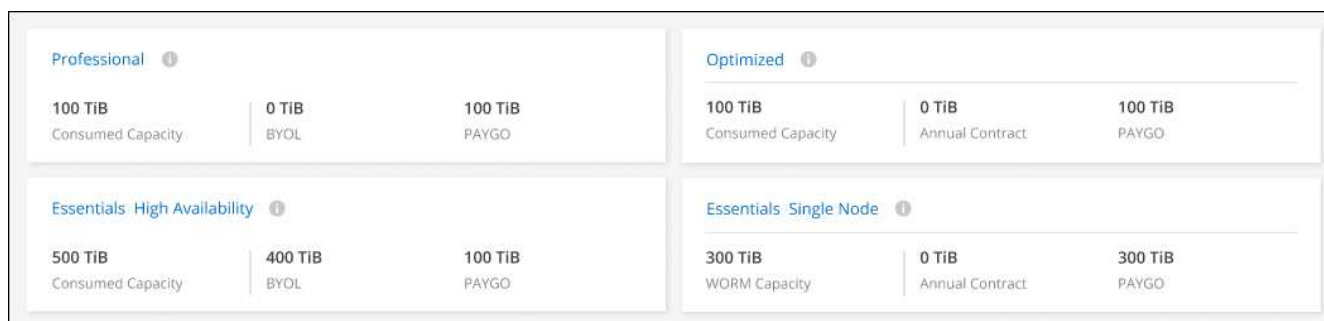 Professional
100 TiB 0 TiB 100 TiB
Consumed Capacity BYOL PAYGO
Optimized
100 TiB 0 TiB 100 TiB
Consumed Capacity Annual Contract PAYGO
Essentials High Availability
500 TiB 400 TiB 100 TiB
Consumed Capacity BYOL PAYGO
Essentials Single Node
300 TiB 0 TiB 300 TiB
WORM Capacity Annual Contract PAYGO